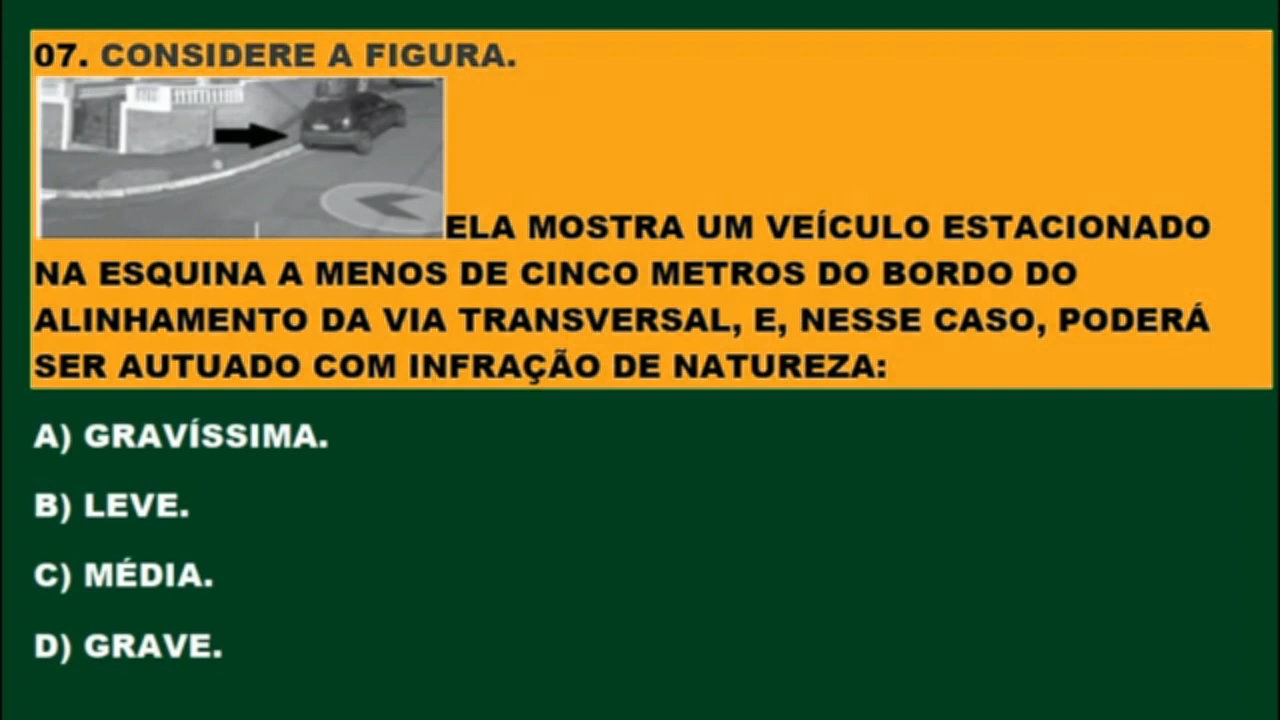 07. CONSIDERE A FIGURA.
ELA MOSTRA UM VEÍCULO ESTACIONADO
NA ESQUINA A MENOS DE CINCO METROS DO BORDO DO
ALINHAMENTO DA VIA TRANSVERSAL, E, NESSE CASO, PODERÁ
SER AUTUADO COM INFRAÇÃO DE NATUREZA:
A) GRAVÍSSIMA.
B) LEVE.
C) MÉDIA.
D) GRAVE.